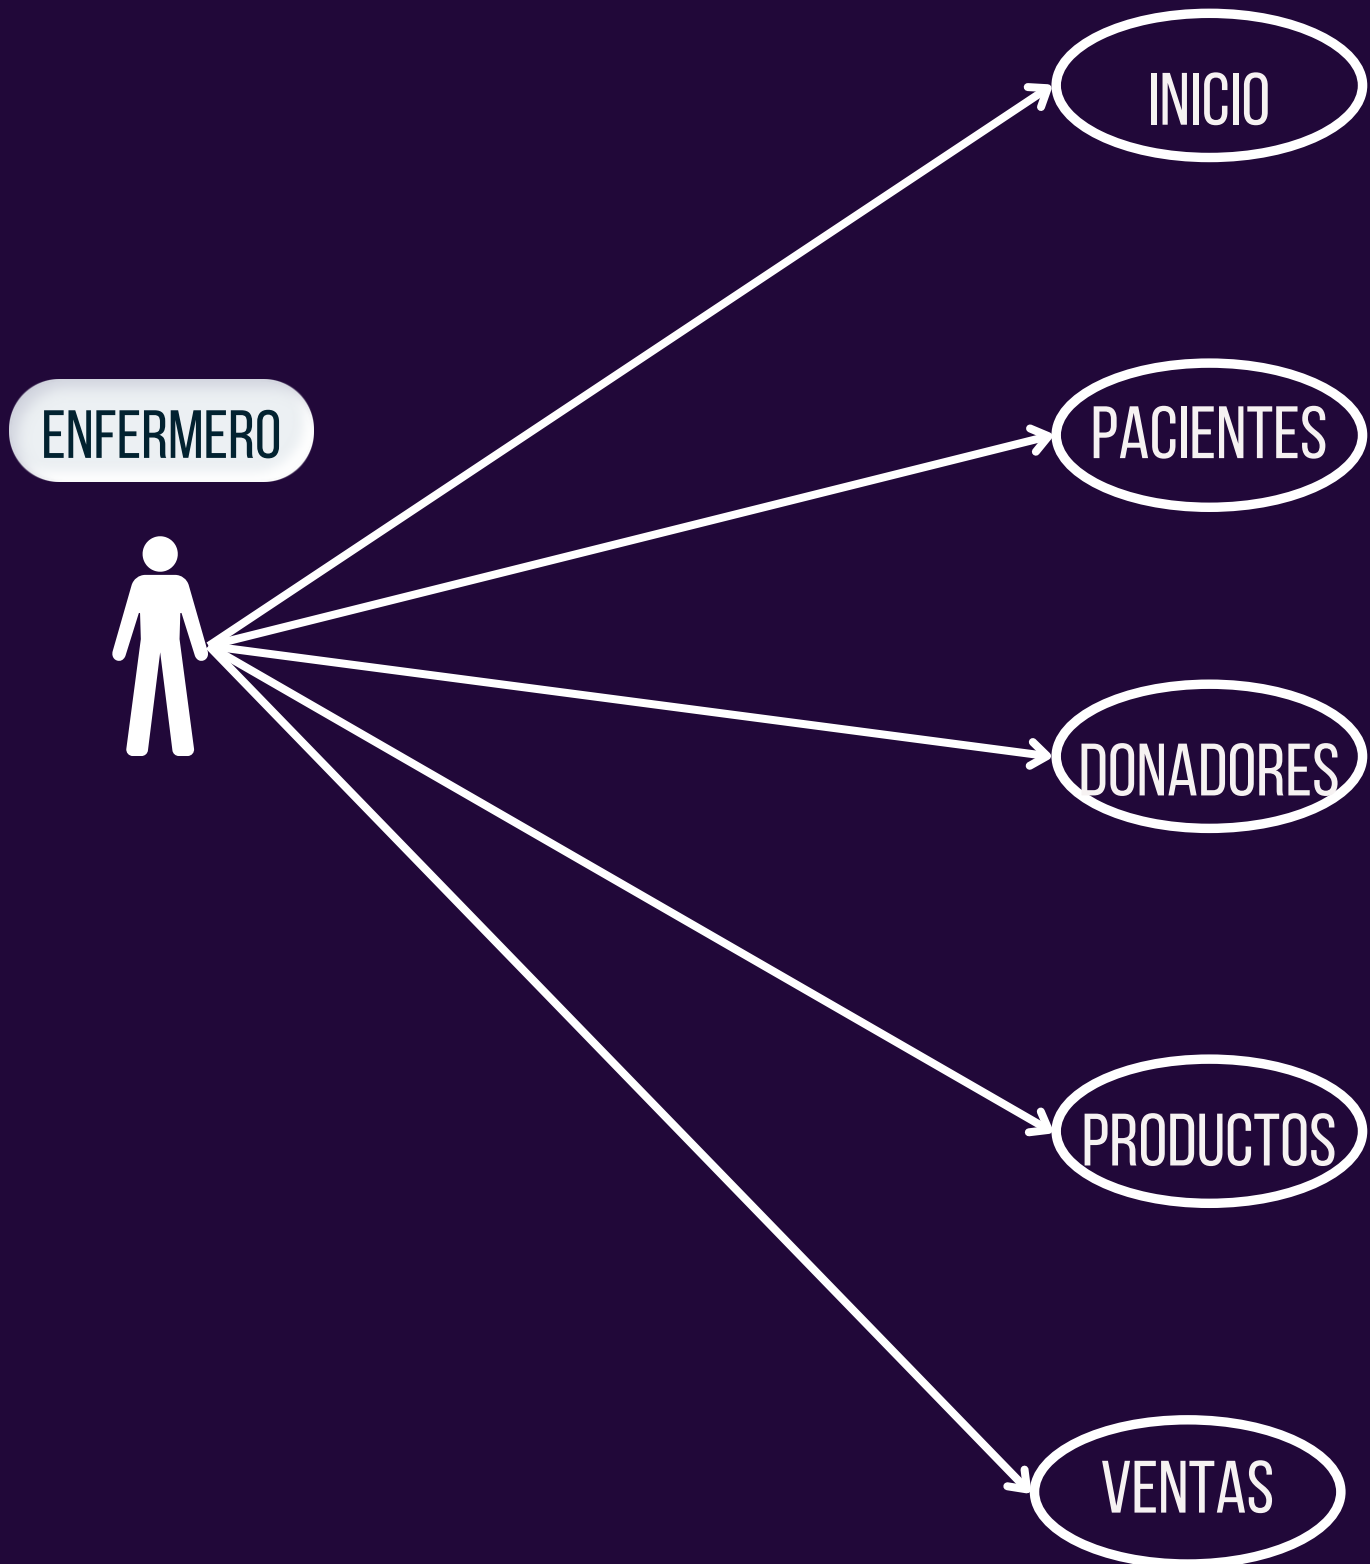 INICIO
ENFERMERO
PACIENTES
DONADORES
PRODUCTOS
VENTAS